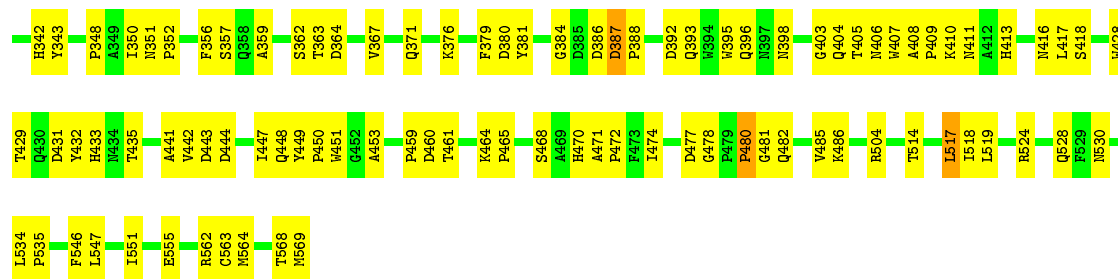 H342 Y343 P348 A349 I350 N351 P352 F356 S357 Q358 A359 S362 T363 D364 V367 Q371 K376 F379 D380 Y381 G384 D385 D386 D387 P388 D392 Q393 W394 W395 Q396 N397 N398 G403 Q404 T405 N406 W407 A408 P409 K410 N411 A412 H413 N416 L417 S418 W428
T429 Q430 D431 Y432 H433 N434 T435 A441 V442 D443 D444 I447 Q448 Y449 P450 W451 G452 A453 P459 D460 T461 K464 P465 S468 A469 H470 A471 P472 F473 I474 D477 G478 P479 P480 G481 Q482 V485 K486 R504 T514 L517 I518 L519 R524 Q528 F529 N530
L534 P535 F546 L547 I551 E555 R562 C563 M564 T568 M569